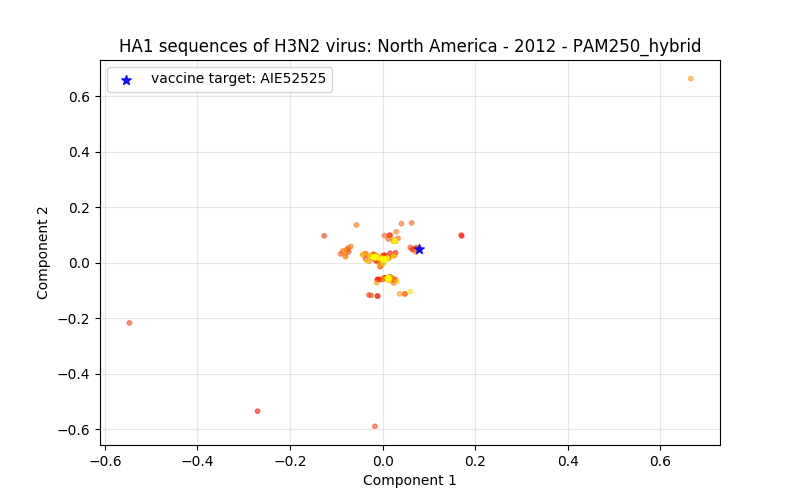 HA1 sequences of H3N2 virus: North America - 2012 - PAM250_hybrid
vaccine target: AIE52525
0.6
0.4
0.2
0.0
−0.2
−0.4
−0.6
Component 2
−0.6 −0.4 −0.2 0.0 0.2 0.4 0.6
Component 1